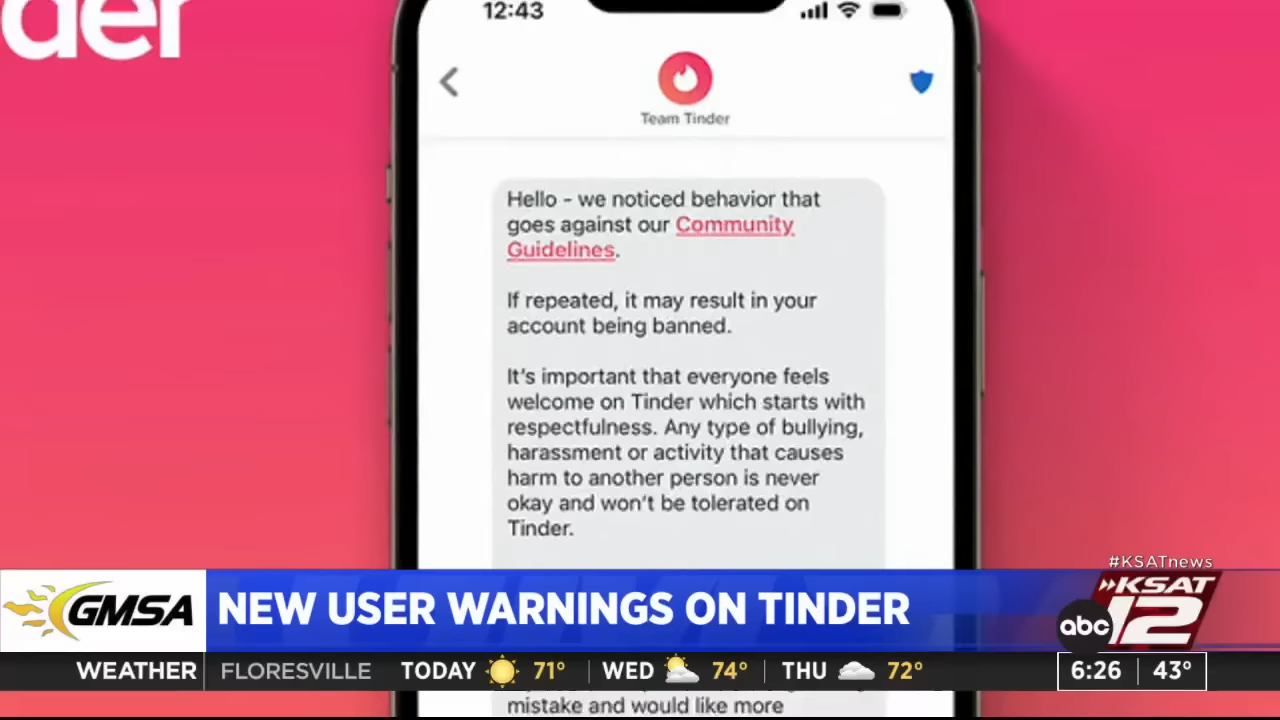 der
12:43
Team Tinder
Hello - we noticed behavior that
goes against our Community
Guidelines.
If repeated, it may result in your
account being banned.
It's important that everyone feels
welcome on Tinder which starts with
respectfulness. Any type of bullying,
harassment or activity that causes
harm to another person is never
okay and won't be tolerated on
Tinder.
#KSATnews
GMSA
NEW USER WARNINGS ON TINDER
abc
KSAT
12
WEATHER FLORESVILLE TODAY 71° WED 74° THU 72° 6:26 43°
mistake and would like more